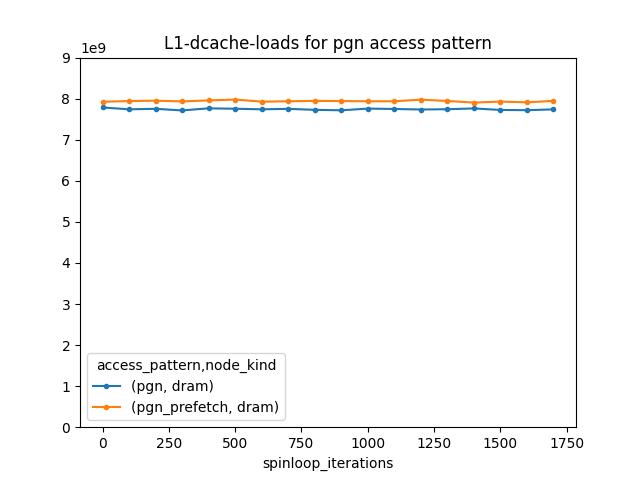 L1-dcache-loads for pgn access pattern
1e9
9
8
7
6
5
4
3
2
1
0
access_pattern,node_kind
(pgn, dram)
(pgn_prefetch, dram)
0 250 500 750 1000 1250 1500 1750
spinloop_iterations